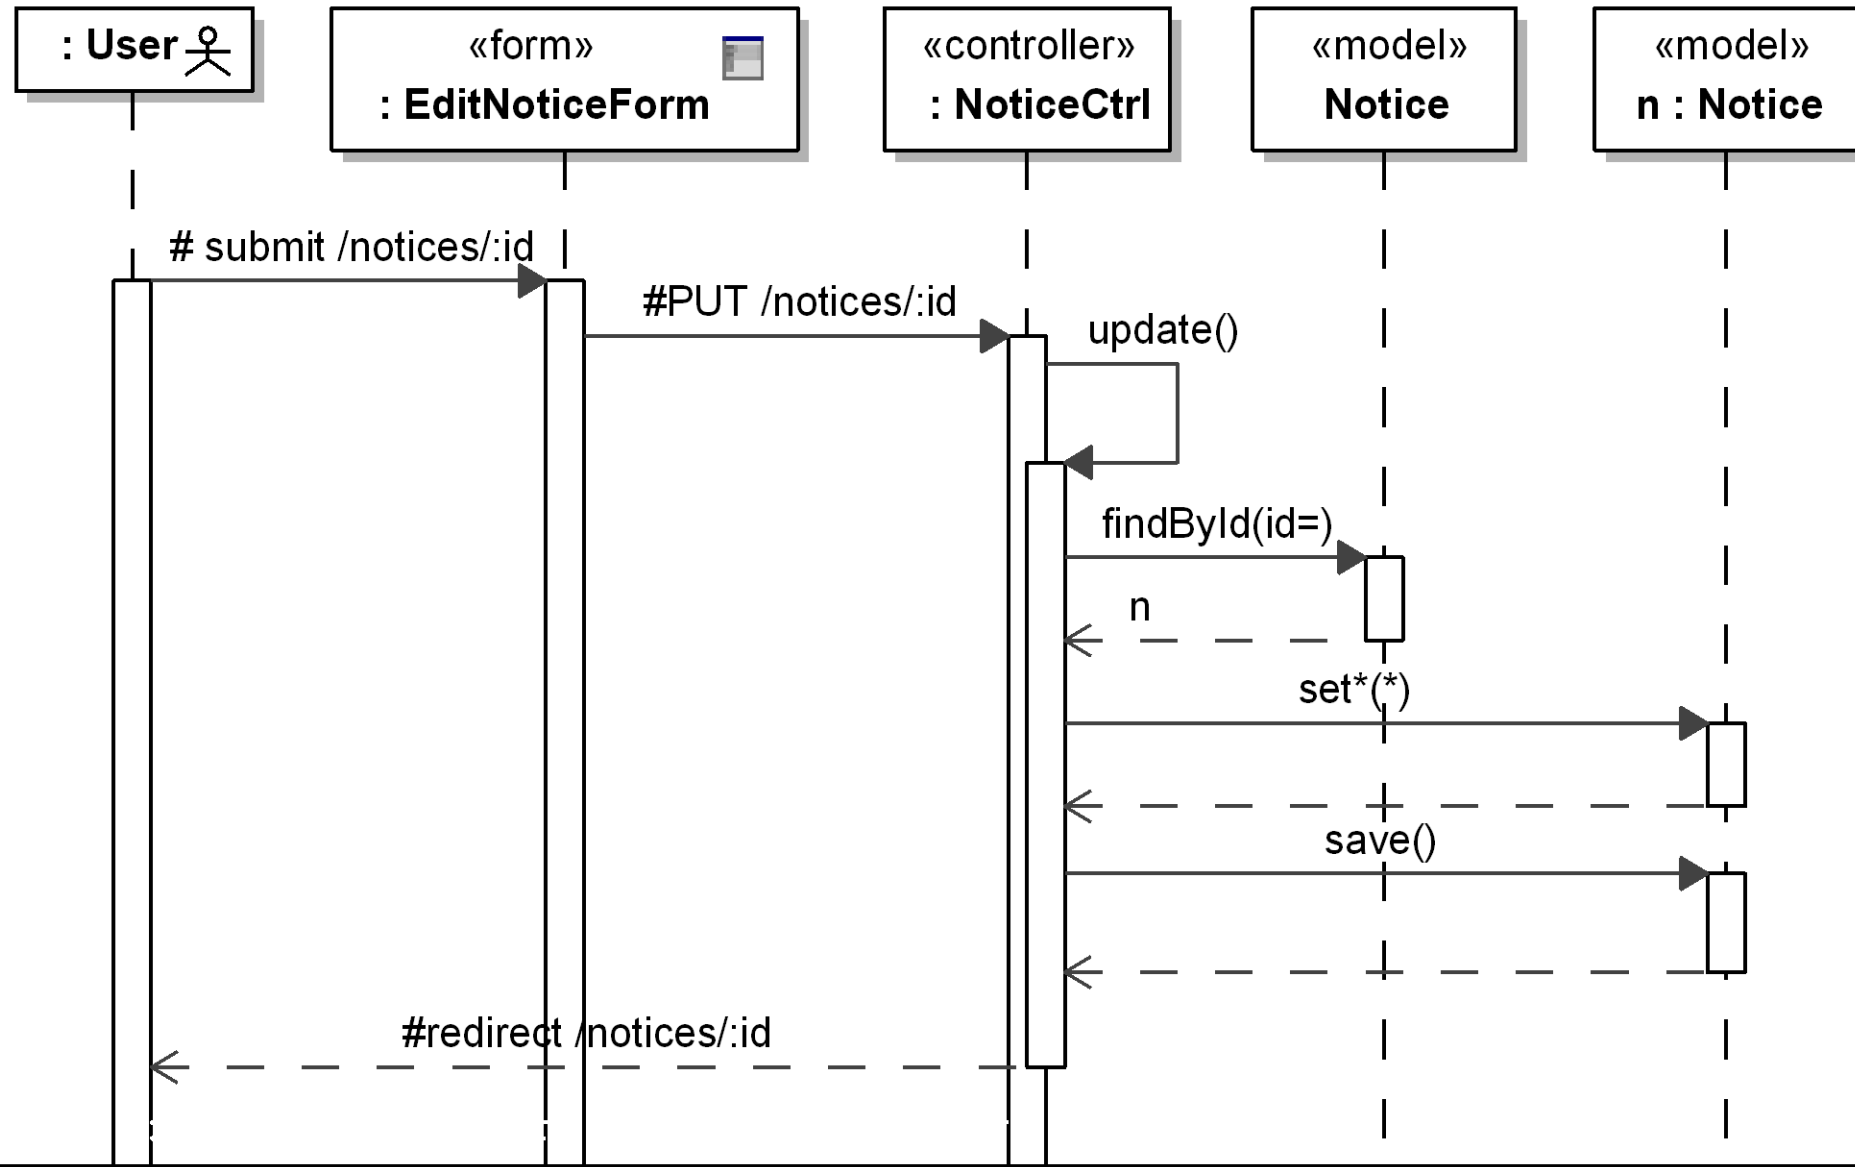 : User
«form»
: EditNoticeForm
«controller»
: NoticeCtrl
«model»
Notice
«model»
n : Notice
# submit /notices/:id
#PUT /notices/:id
update()
findById(id=)
n
set*(*)
save()
#redirect /notices/:id